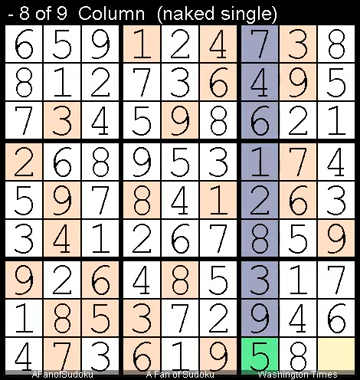 - 8 of 9 Column (naked single)
6 5 9 1 2 4 7 3 8
8 1 2 7 3 6 4 9 5
7 3 4 5 9 8 6 2 1
2 6 8 9 5 3 1 7 4
5 9 7 8 4 1 2 6 3
3 4 1 2 6 7 8 5 9
9 2 6 4 8 5 3 1 7
1 8 5 3 7 2 9 4 6
4 7 3 6 1 9 5 8
AFanofSudoku A Fan of Sudoku Washington Times